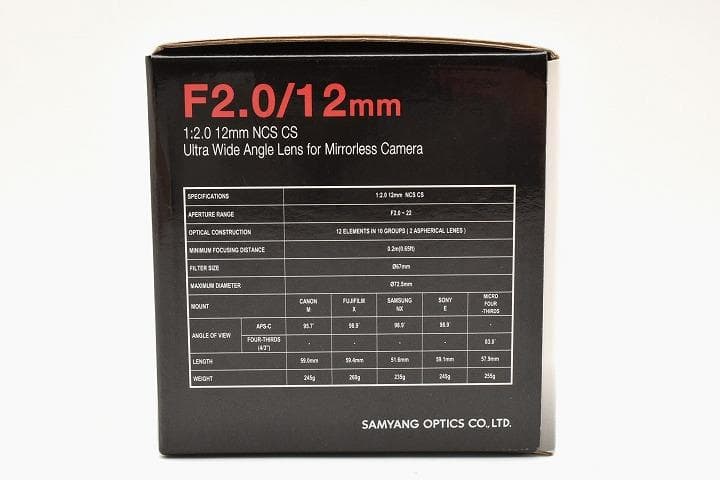 F2.0/12mm
1:2.0 12mm NCS CS
Ultra Wide Angle Lens for Mirrorless Camera
SPECIFICATIONS 1:2.0 12mm NCS CS
APERTURE RANGE F2.0 ~ 22
OPTICAL CONSTRUCTION 12 ELEMENTS IN 10 GROUPS ( 2 ASPHERICAL LENES )
MINIMUM FOCUSING DISTANCE 0.2m(0.65ft)
FILTER SIZE Ø67mm
MAXIMUM DIAMETER Ø72.5mm
MOUNT CANON M FUJIFILM X SAMSUNG NX SONY E MICRO FOUR -THIRDS
ANGLE OF VIEW APS-C 95.7˚ 98.9˚ 98.9˚ 98.9˚ -
FOUR-THIRDS (4/3") - - - - 83.9˚
LENGTH 59.0mm 59.4mm 51.6mm 59.1mm 57.9mm
WEIGHT 245g 260g 235g 245g 255g
SAMYANG OPTICS CO., LTD.